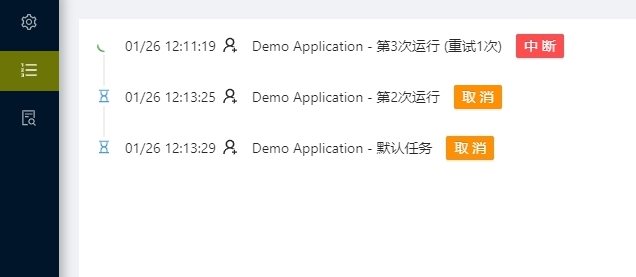 01/26 12:11:19 Demo Application - 第3次运行 (重试1次) 中 断
01/26 12:13:25 Demo Application - 第2次运行 取 消
01/26 12:13:29 Demo Application - 默认任务 取 消